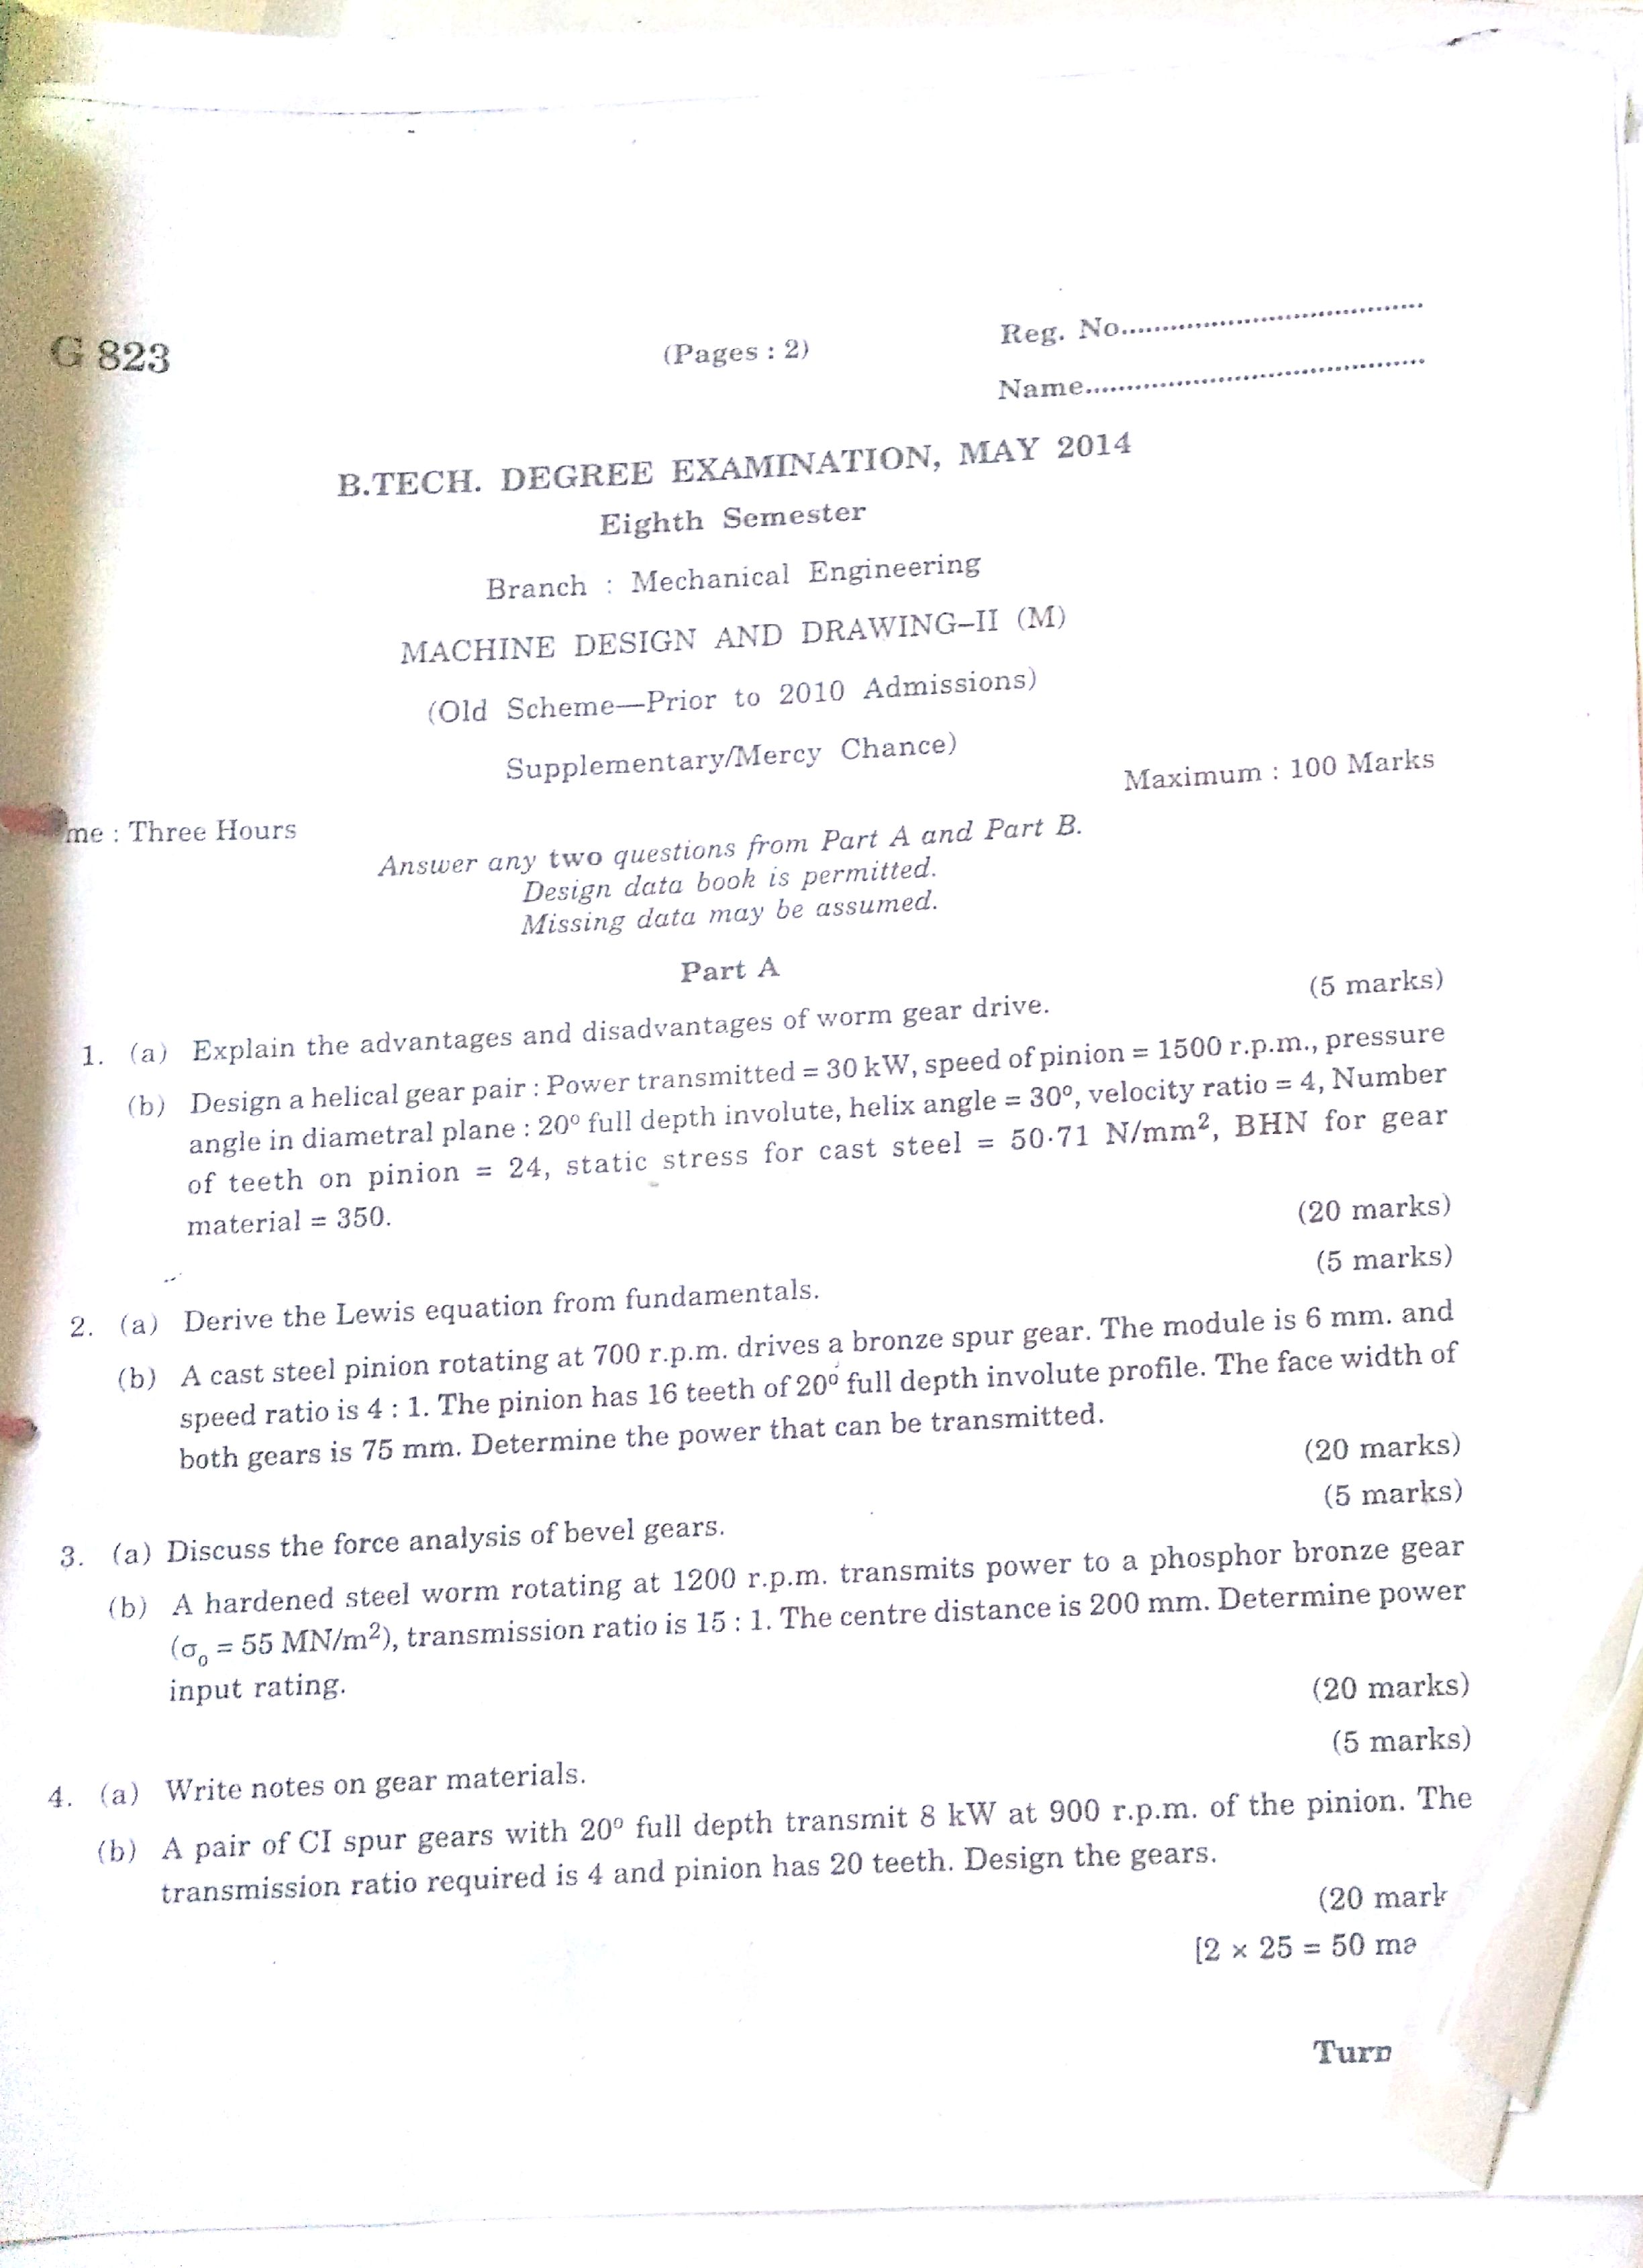 G 823
(Pages : 2)
Reg. No......................................
Name.........................................
B.TECH. DEGREE EXAMINATION, MAY 2014
Eighth Semester
Branch : Mechanical Engineering
MACHINE DESIGN AND DRAWING–II (M)
(Old Scheme—Prior to 2010 Admissions)
Supplementary/Mercy Chance)
me : Three Hours
Maximum : 100 Marks
Answer any two questions from Part A and Part B.
Design data book is permitted.
Missing data may be assumed.
Part A
1. (a) Explain the advantages and disadvantages of worm gear drive. (5 marks)
(b) Design a helical gear pair : Power transmitted = 30 kW, speed of pinion = 1500 r.p.m., pressure
angle in diametral plane : 20° full depth involute, helix angle = 30°, velocity ratio = 4, Number
of teeth on pinion = 24, static stress for cast steel = 50·71 N/mm², BHN for gear
material = 350.
(20 marks)
2. (a) Derive the Lewis equation from fundamentals. (5 marks)
(b) A cast steel pinion rotating at 700 r.p.m. drives a bronze spur gear. The module is 6 mm. and
speed ratio is 4 : 1. The pinion has 16 teeth of 20° full depth involute profile. The face width of
both gears is 75 mm. Determine the power that can be transmitted.
(20 marks)
3. (a) Discuss the force analysis of bevel gears. (5 marks)
(b) A hardened steel worm rotating at 1200 r.p.m. transmits power to a phosphor bronze gear
(σ₀ = 55 MN/m²), transmission ratio is 15 : 1. The centre distance is 200 mm. Determine power
input rating.
(20 marks)
4. (a) Write notes on gear materials. (5 marks)
(b) A pair of CI spur gears with 20° full depth transmit 8 kW at 900 r.p.m. of the pinion. The
transmission ratio required is 4 and pinion has 20 teeth. Design the gears.
(20 mark
[2 × 25 = 50 ma
Turn